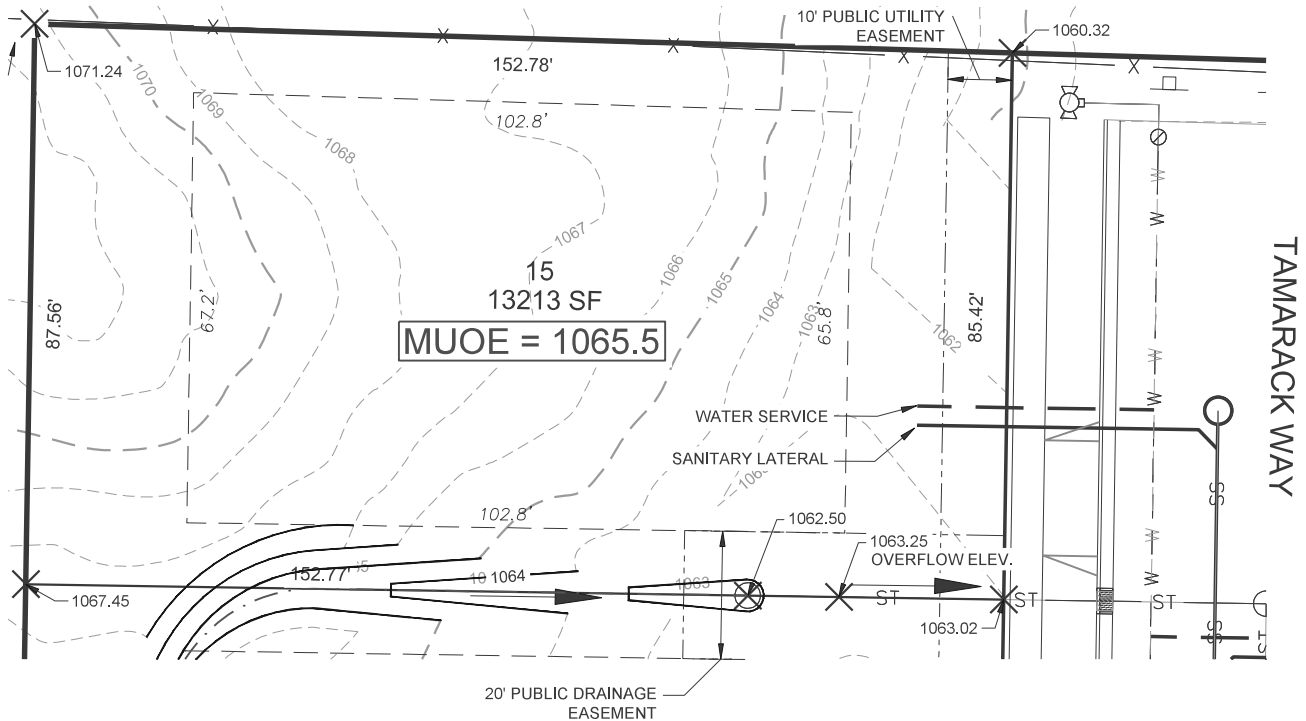 10' PUBLIC UTILITY
EASEMENT
1060.32
1071.24
152.78'
1070
1069
102.8'
1068
1067
1066
1065
1064
1063
1062
15
13213 SF
MUOE = 1065.5
87.56'
67.2'
65.8'
85.42'
TAMARACK WAY
W
W
W
W
W
W
WATER SERVICE
SANITARY LATERAL
SS
102.8'
1062.50
1063.25
OVERFLOW ELEV.
152.77'
1064
1063
ST
ST
ST
1067.45
1063.02
SS
20' PUBLIC DRAINAGE
EASEMENT